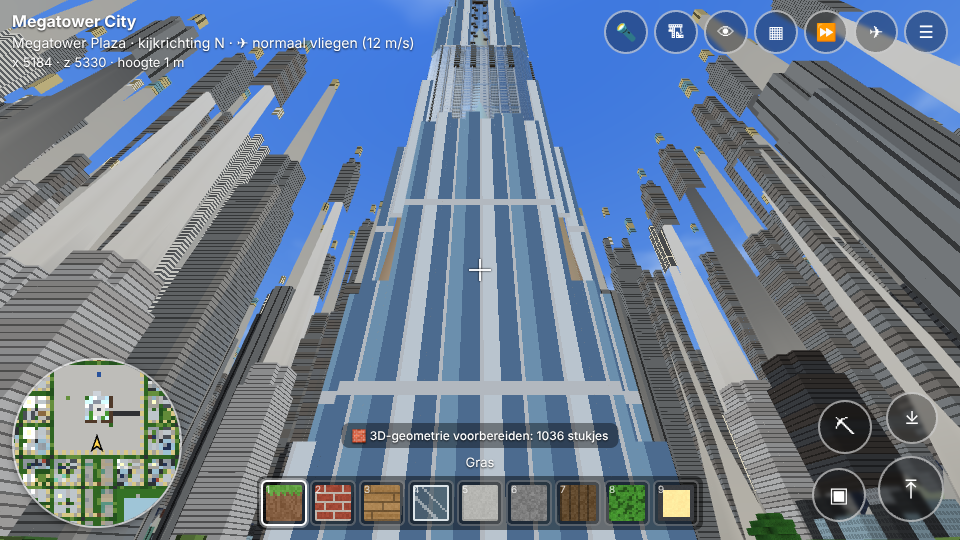 Megatower City
Megatower Plaza · kijkrichting N · ✈ normaal vliegen (12 m/s)
x 5184 · z 5330 · hoogte 1 m
🧱 3D-geometrie voorbereiden: 1036 stukjes
Gras
1 2 3 4 5 6 7 8 9